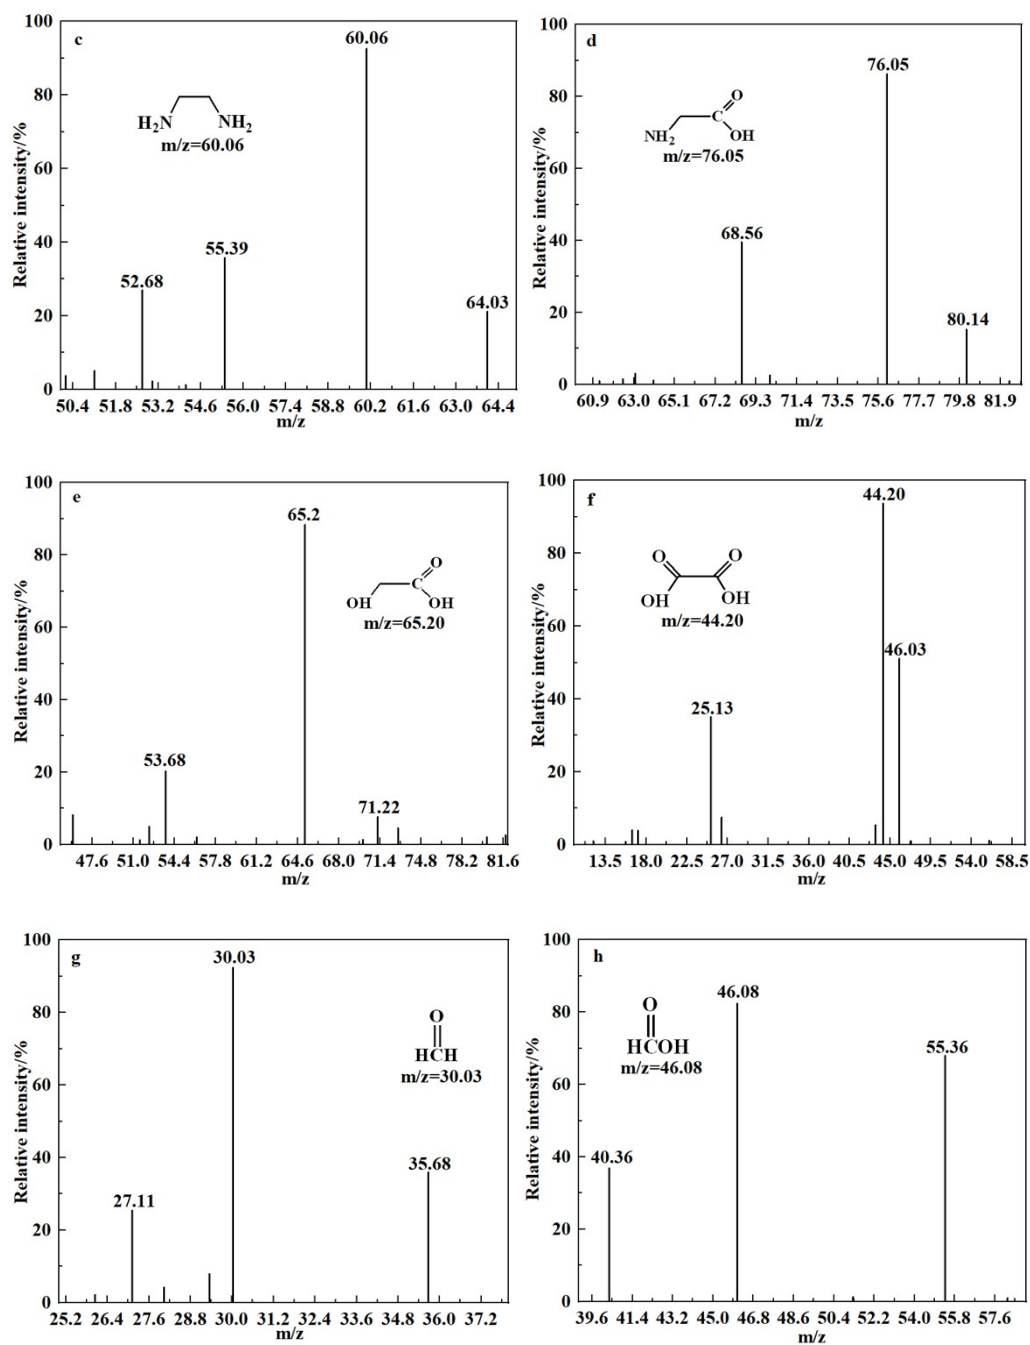 c
60.06
H2N NH2
m/z=60.06
52.68
55.39
64.03
Relative intensity/%
100
80
60
40
20
0
50.4 51.8 53.2 54.6 56.0 57.4 58.8 60.2 61.6 63.0 64.4
m/z
d
76.05
O
C
NH2 OH
m/z=76.05
68.56
80.14
Relative intensity/%
100
80
60
40
20
0
60.9 63.0 65.1 67.2 69.3 71.4 73.5 75.6 77.7 79.8 81.9
m/z
e
65.2
O
C
OH OH
m/z=65.20
53.68
71.22
Relative intensity/%
100
80
60
40
20
0
47.6 51.0 54.4 57.8 61.2 64.6 68.0 71.4 74.8 78.2 81.6
m/z
f
44.20
O O
OH OH
m/z=44.20
46.03
25.13
Relative intensity/%
100
80
60
40
20
0
13.5 18.0 22.5 27.0 31.5 36.0 40.5 45.0 49.5 54.0 58.5
m/z
g
30.03
O
HCH
m/z=30.03
35.68
27.11
Relative intensity/%
100
80
60
40
20
0
25.2 26.4 27.6 28.8 30.0 31.2 32.4 33.6 34.8 36.0 37.2
m/z
h
46.08
O
HCOH
m/z=46.08
55.36
40.36
Relative intensity/%
100
80
60
40
20
0
39.6 41.4 43.2 45.0 46.8 48.6 50.4 52.2 54.0 55.8 57.6
m/z